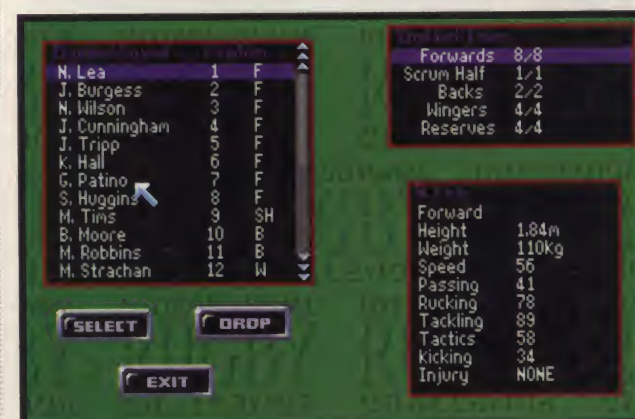 N. Lea 1 F
J. Burgess 2 F
N. Wilson 3 F
J. Cunningham 4 F
J. Tripp 5 F
K. Hall 6 F
G. Patino 7 F
S. Huggins 8 F
M. Tims 9 SH
B. Moore 10 B
M. Robbins 11 B
M. Strachan 12 W
SELECT
DROP
EXIT
Forwards 8/8
Scrum Half 1/1
Backs 2/2
Wingers 4/4
Reserves 4/4
Forward
Height 1.84m
Weight 110kg
Speed 56
Passing 41
Rucking 78
Tackling 89
Tactics 58
Kicking 34
Injury NONE